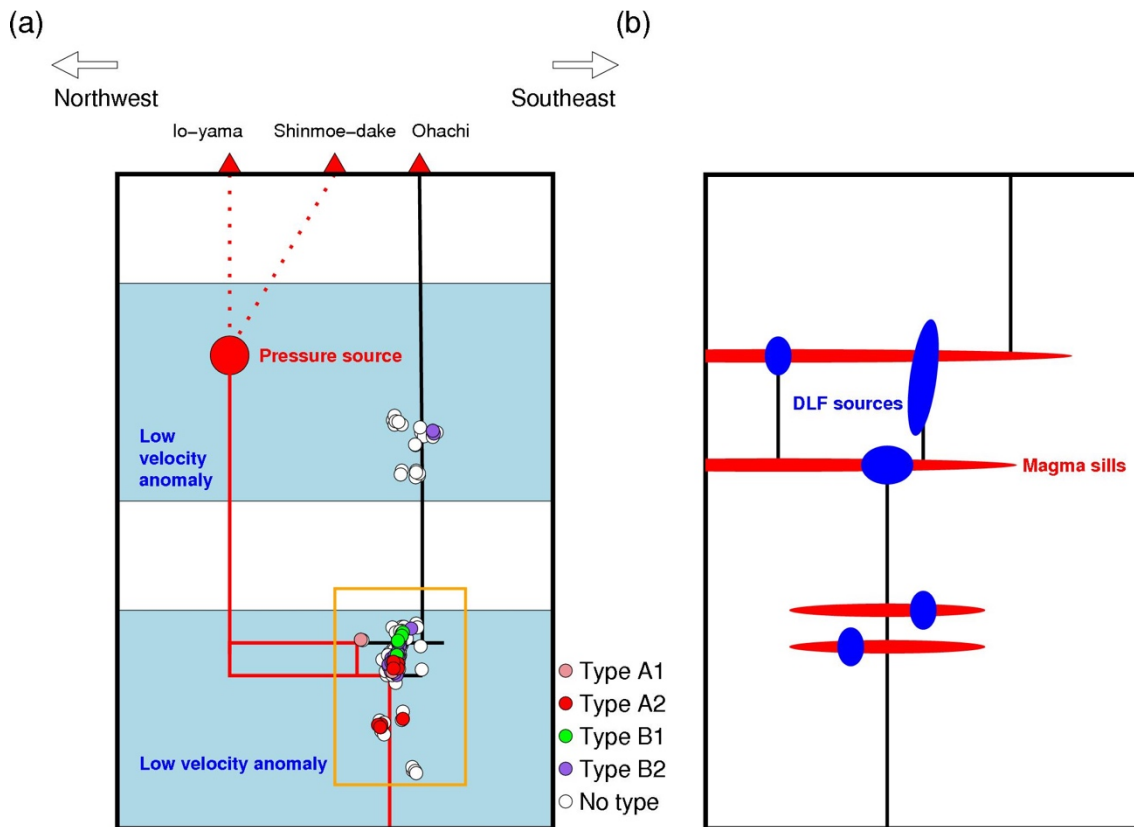 (a)
(b)
Northwest
Southeast
Io-yama
Shinmoe-dake
Ohachi
Pressure source
Low
velocity
anomaly
DLF sources
Magma sills
Low velocity anomaly
Type A1
Type A2
Type B1
Type B2
No type